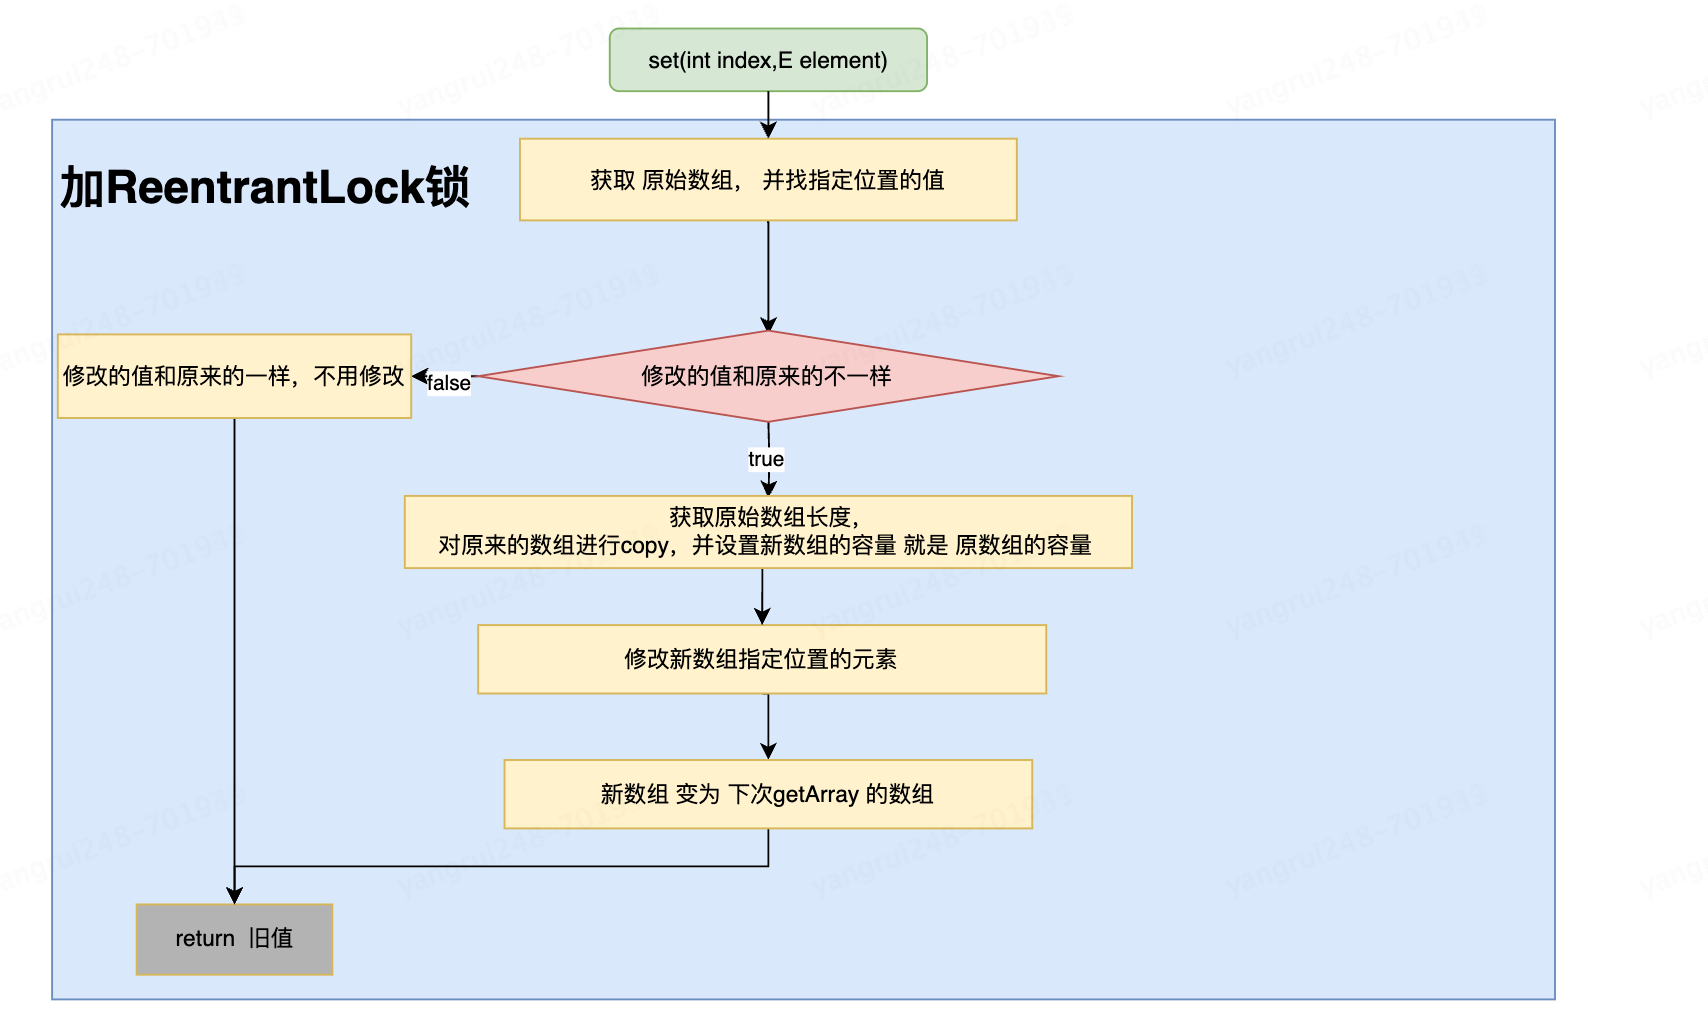 set(int index,E element)
加ReentrantLock锁
获取 原始数组， 并找指定位置的值
修改的值和原来的一样，不用修改
false
修改的值和原来的不一样
true
获取原始数组长度，
对原来的数组进行copy，并设置新数组的容量 就是 原数组的容量
修改新数组指定位置的元素
新数组 变为 下次getArray 的数组
return 旧值